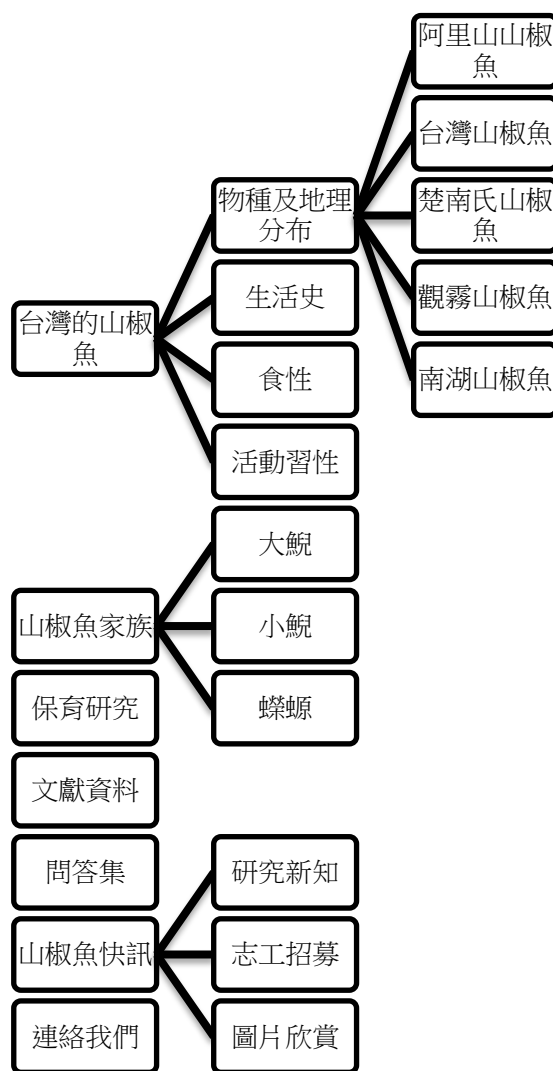 台灣的山椒
魚
物種及地理
分布
阿里山山椒
魚
台灣山椒魚
楚南氏山椒
魚
觀霧山椒魚
南湖山椒魚
生活史
食性
活動習性
山椒魚家族
大鯢
小鯢
蠑螈
保育研究
文獻資料
問答集
山椒魚快訊
研究新知
志工招募
圖片欣賞
連絡我們